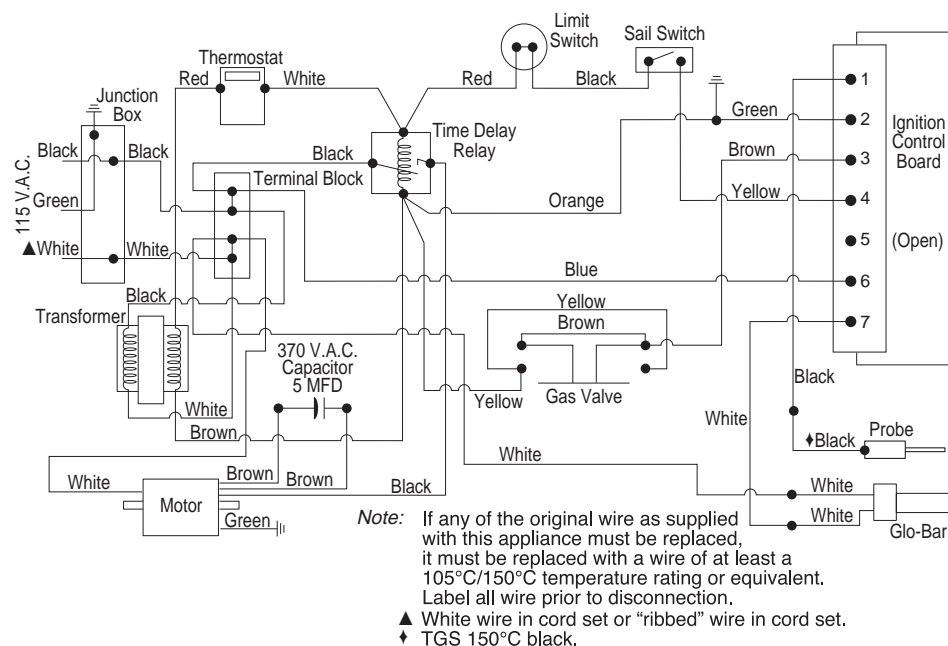 Limit
Switch
Sail Switch
Thermostat
Red
White
Red
Black
1
Junction
Box
Green
2
Ignition
Control
Board
Black
Black
Black
Time Delay
Relay
Brown
3
115 V.A.C.
Green
Terminal Block
Orange
Yellow
4
▲White
White
5
(Open)
Blue
6
Black
Yellow
Transformer
Brown
7
370 V.A.C.
Capacitor
5 MFD
Black
White
Yellow
Gas Valve
White
Brown
♦Black
Probe
White
Brown
Brown
White
Black
White
Motor
Green
White
Glo-Bar
Note: If any of the original wire as supplied
with this appliance must be replaced,
it must be replaced with a wire of at least a
105°C/150°C temperature rating or equivalent.
Label all wire prior to disconnection.
▲ White wire in cord set or “ribbed” wire in cord set.
♦ TGS 150°C black.